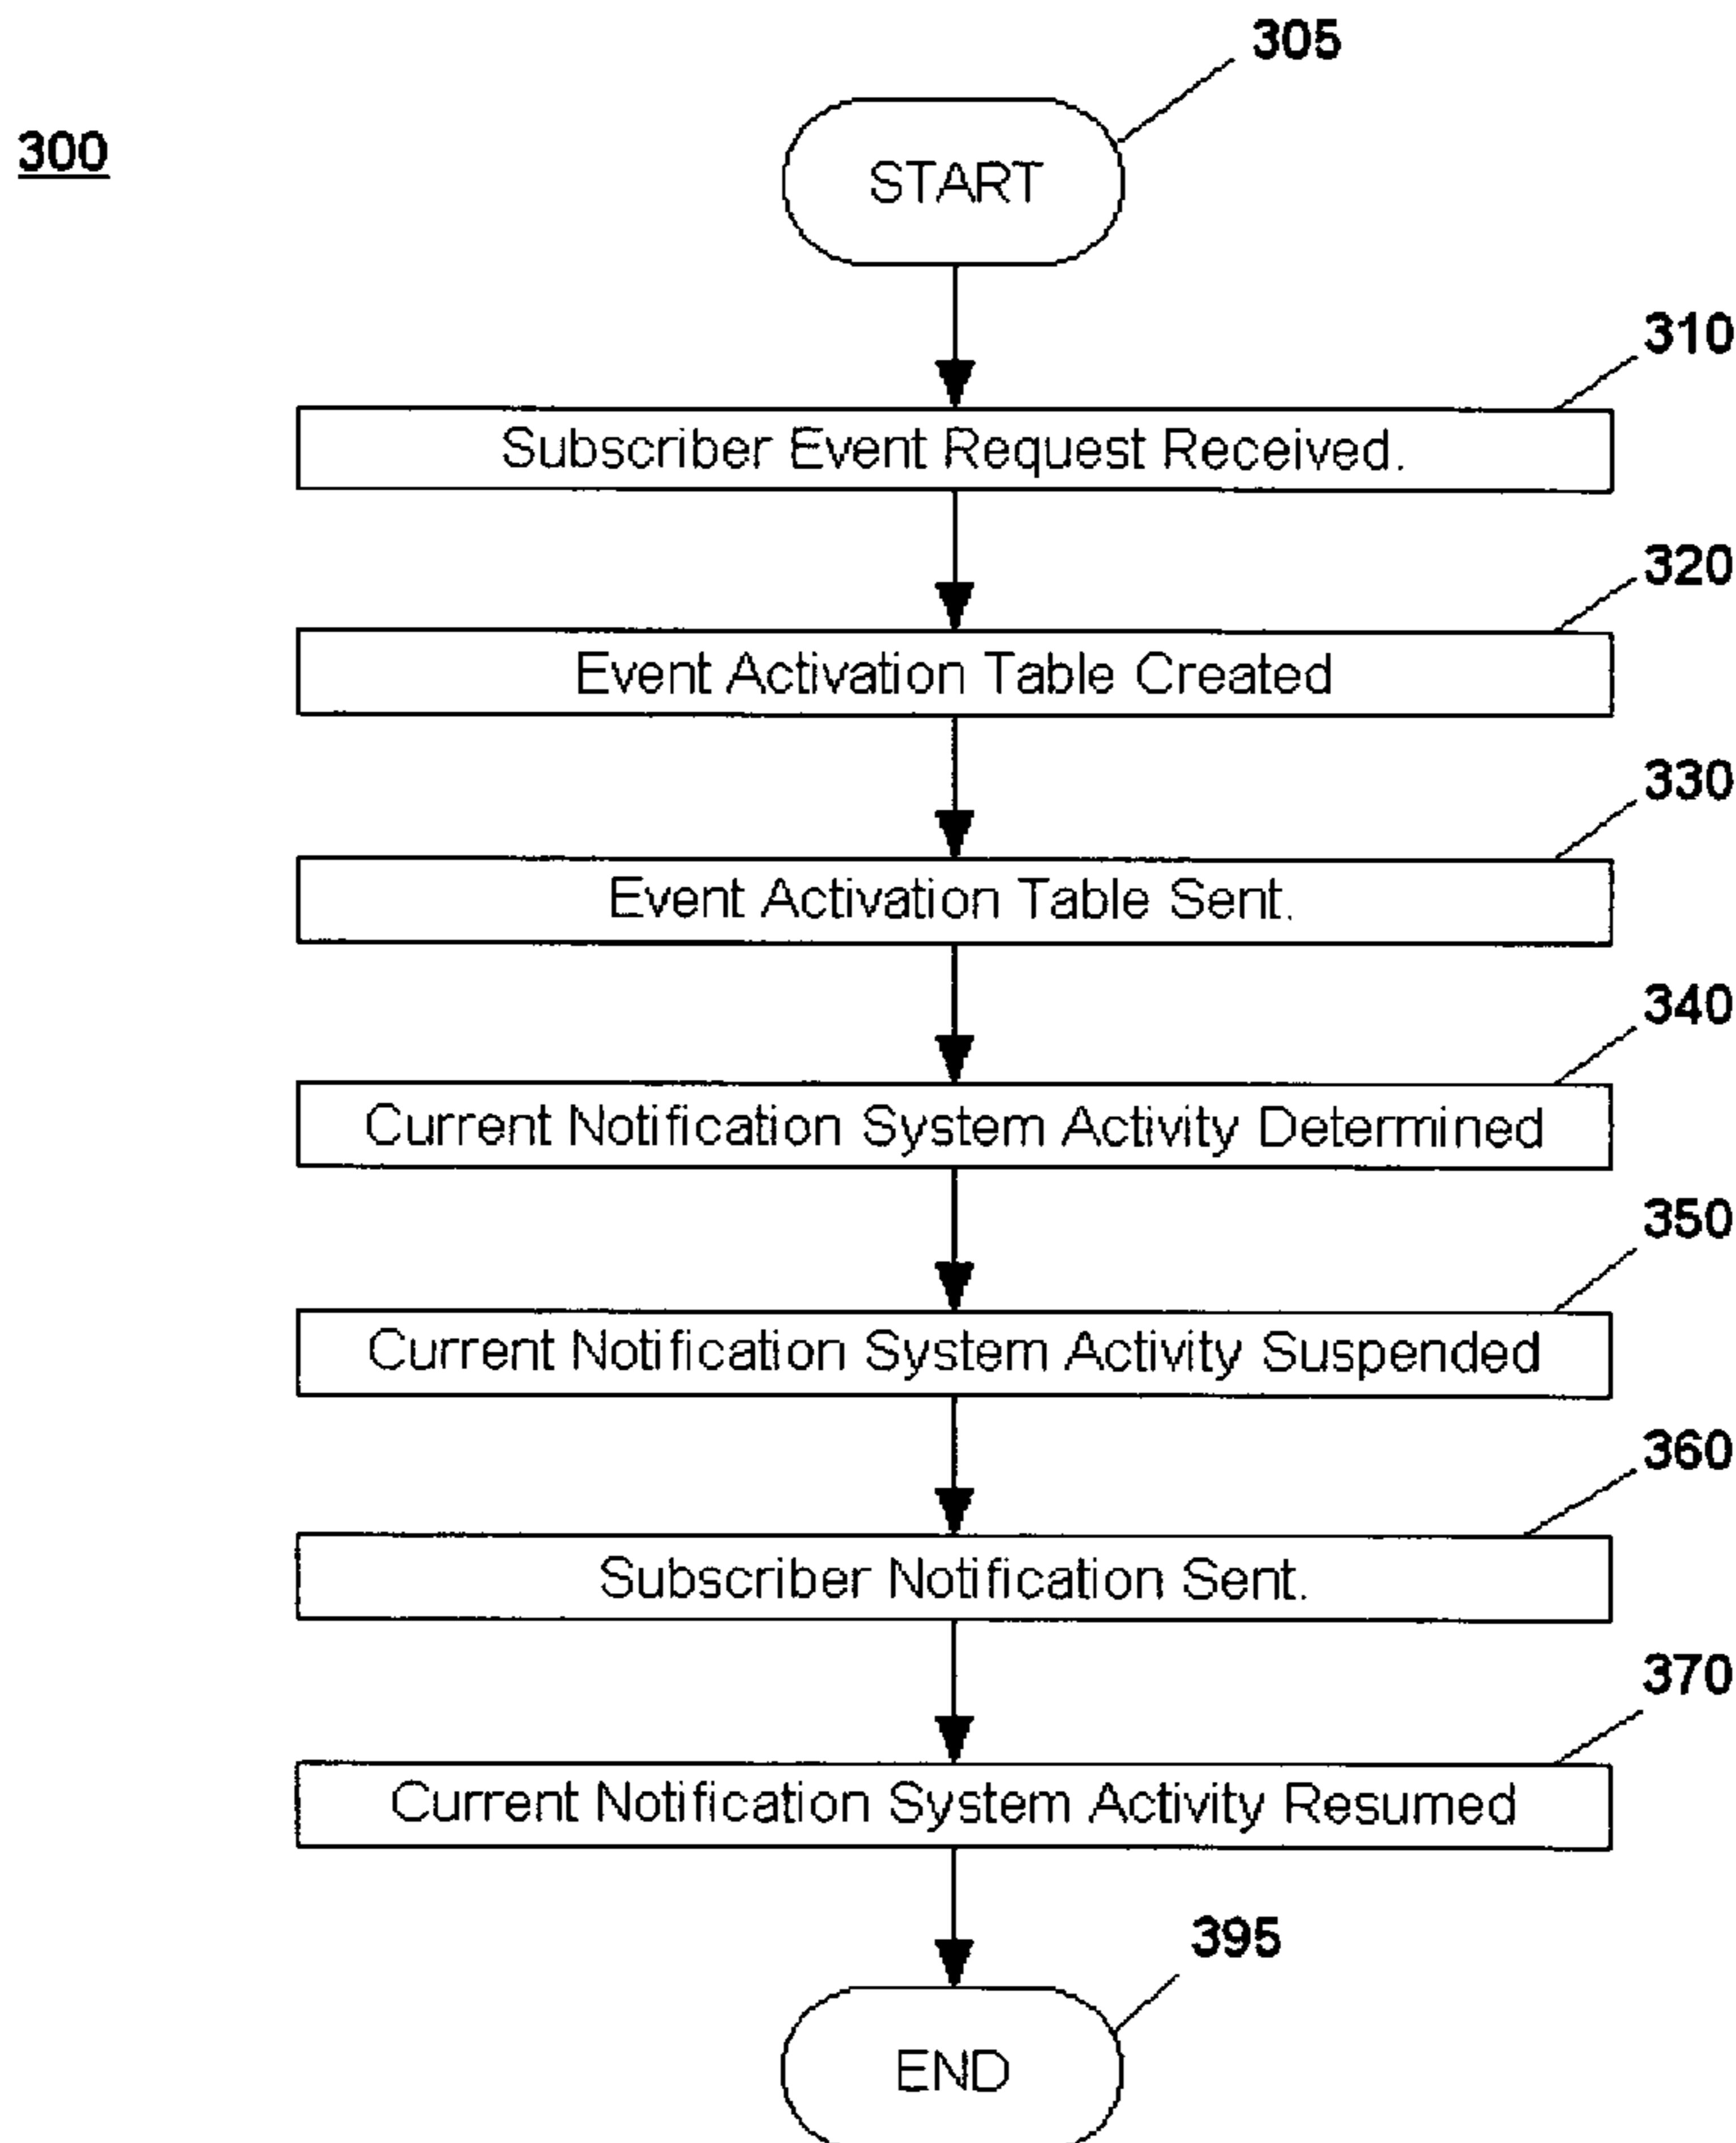 305
300
START
310
Subscriber Event Request Received.
320
Event Activation Table Created
330
Event Activation Table Sent.
340
Current Notification System Activity Determined
350
Current Notification System Activity Suspended
360
Subscriber Notification Sent.
370
Current Notification System Activity Resumed
395
END